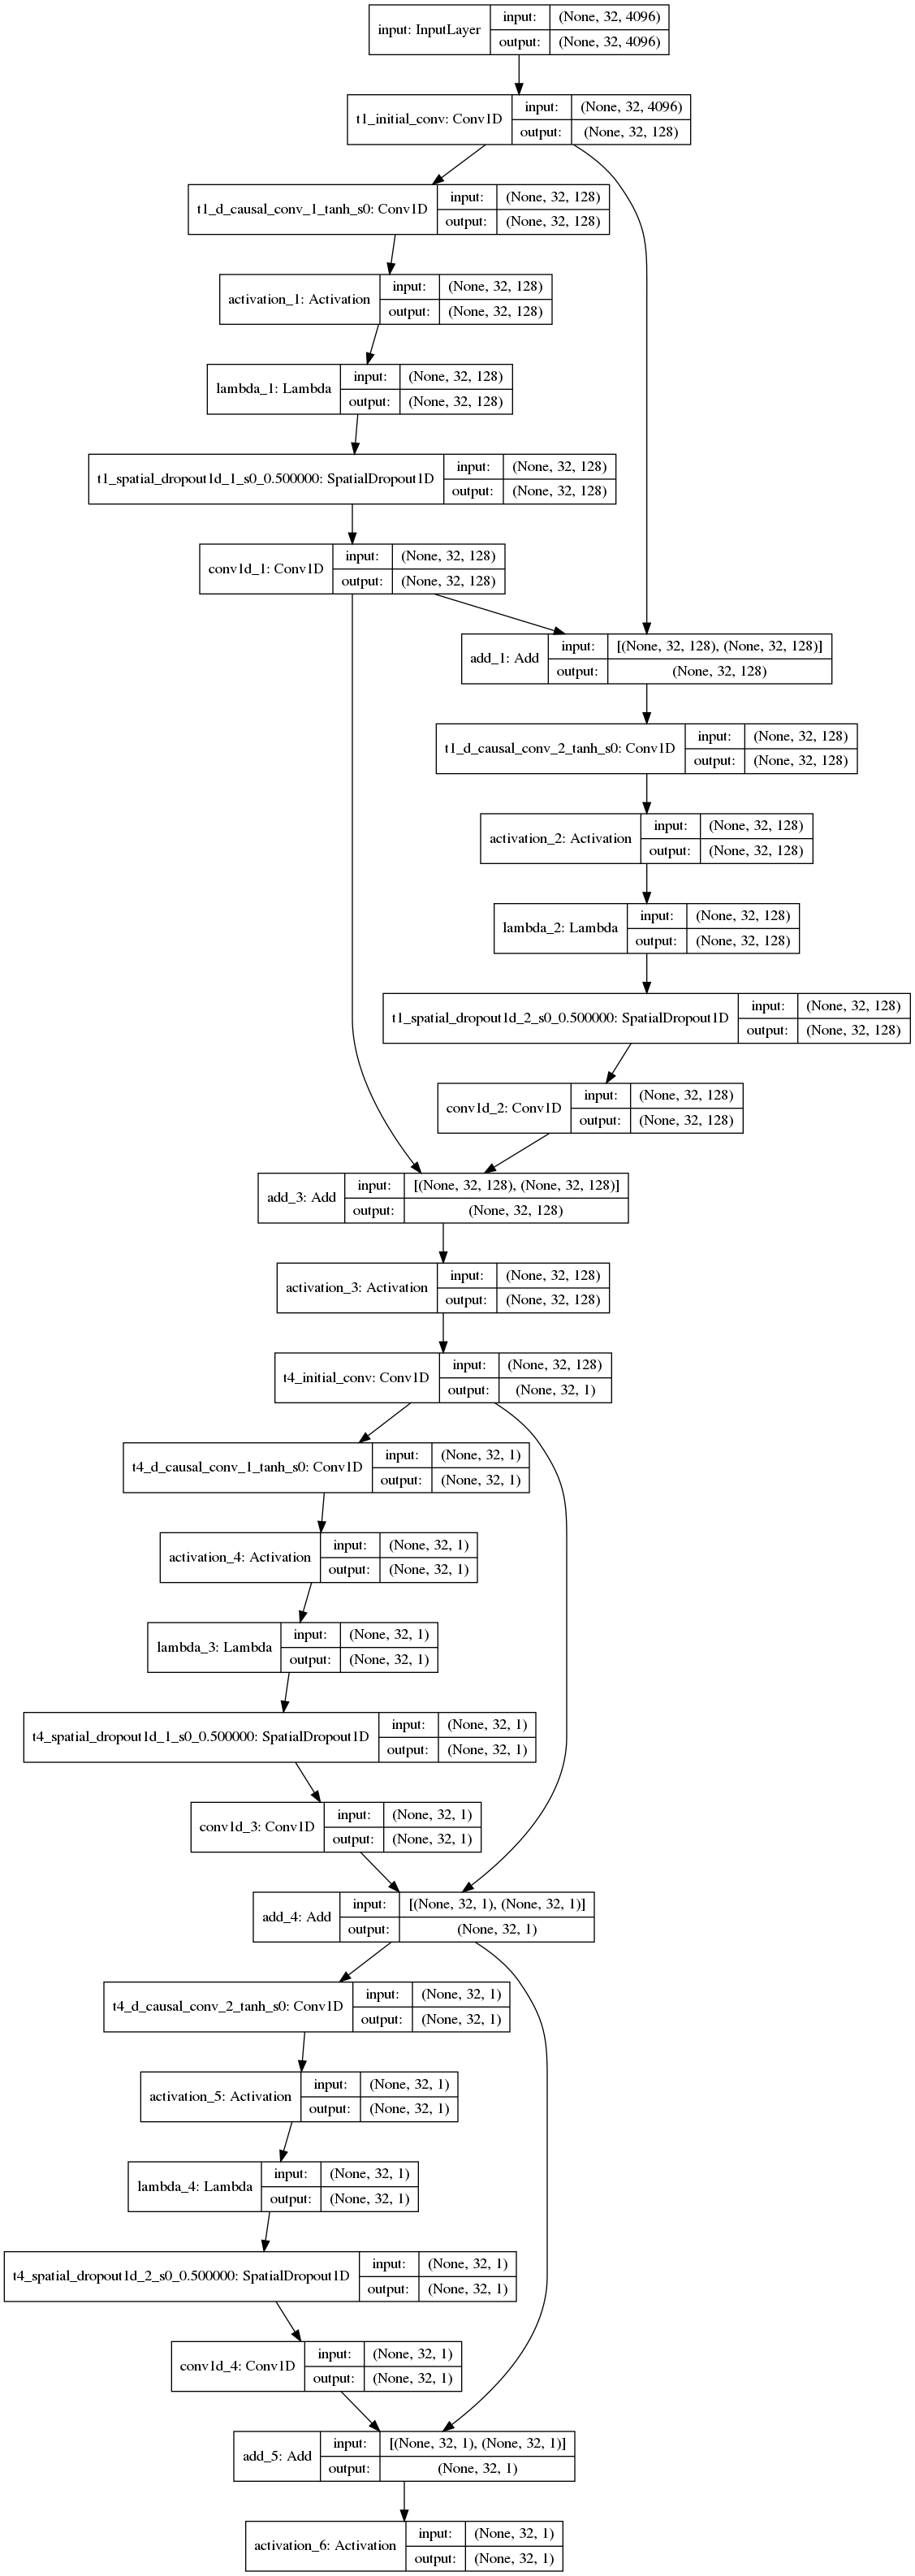 input: InputLayer
input: (None, 32, 4096)
output: (None, 32, 4096)
t1_initial_conv: Conv1D
input: (None, 32, 4096)
output: (None, 32, 128)
t1_d_causal_conv_1_tanh_s0: Conv1D
input: (None, 32, 128)
output: (None, 32, 128)
activation_1: Activation
input: (None, 32, 128)
output: (None, 32, 128)
lambda_1: Lambda
input: (None, 32, 128)
output: (None, 32, 128)
t1_spatial_dropout1d_1_s0_0.500000: SpatialDropout1D
input: (None, 32, 128)
output: (None, 32, 128)
conv1d_1: Conv1D
input: (None, 32, 128)
output: (None, 32, 128)
add_1: Add
input: [(None, 32, 128), (None, 32, 128)]
output: (None, 32, 128)
t1_d_causal_conv_2_tanh_s0: Conv1D
input: (None, 32, 128)
output: (None, 32, 128)
activation_2: Activation
input: (None, 32, 128)
output: (None, 32, 128)
lambda_2: Lambda
input: (None, 32, 128)
output: (None, 32, 128)
t1_spatial_dropout1d_2_s0_0.500000: SpatialDropout1D
input: (None, 32, 128)
output: (None, 32, 128)
conv1d_2: Conv1D
input: (None, 32, 128)
output: (None, 32, 128)
add_3: Add
input: [(None, 32, 128), (None, 32, 128)]
output: (None, 32, 128)
activation_3: Activation
input: (None, 32, 128)
output: (None, 32, 128)
t4_initial_conv: Conv1D
input: (None, 32, 128)
output: (None, 32, 1)
t4_d_causal_conv_1_tanh_s0: Conv1D
input: (None, 32, 1)
output: (None, 32, 1)
activation_4: Activation
input: (None, 32, 1)
output: (None, 32, 1)
lambda_3: Lambda
input: (None, 32, 1)
output: (None, 32, 1)
t4_spatial_dropout1d_1_s0_0.500000: SpatialDropout1D
input: (None, 32, 1)
output: (None, 32, 1)
conv1d_3: Conv1D
input: (None, 32, 1)
output: (None, 32, 1)
add_4: Add
input: [(None, 32, 1), (None, 32, 1)]
output: (None, 32, 1)
t4_d_causal_conv_2_tanh_s0: Conv1D
input: (None, 32, 1)
output: (None, 32, 1)
activation_5: Activation
input: (None, 32, 1)
output: (None, 32, 1)
lambda_4: Lambda
input: (None, 32, 1)
output: (None, 32, 1)
t4_spatial_dropout1d_2_s0_0.500000: SpatialDropout1D
input: (None, 32, 1)
output: (None, 32, 1)
conv1d_4: Conv1D
input: (None, 32, 1)
output: (None, 32, 1)
add_5: Add
input: [(None, 32, 1), (None, 32, 1)]
output: (None, 32, 1)
activation_6: Activation
input: (None, 32, 1)
output: (None, 32, 1)